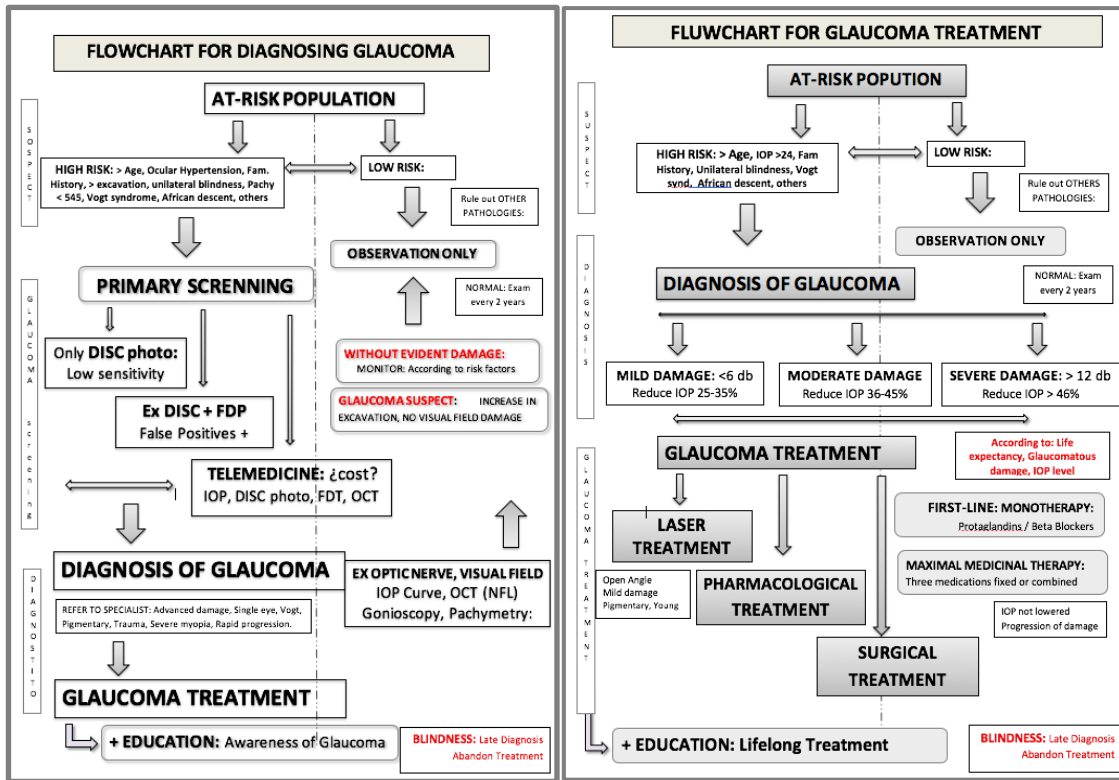 FLOWCHART FOR DIAGNOSING GLAUCOMA
AT-RISK POPULATION
SOSPECT
HIGH RISK: > Age, Ocular Hypertension, Fam.
History, > excavation, unilateral blindness, Pachy
< 545, Vogt syndrome, African descent, others
LOW RISK:
Rule out OTHER
PATHOLOGIES:
OBSERVATION ONLY
GLAUCOMA screening
PRIMARY SCRENNING
NORMAL: Exam
every 2 years
Only DISC photo:
Low sensitivity
WITHOUT EVIDENT DAMAGE:
MONITOR: According to risk factors
GLAUCOMA SUSPECT: INCREASE IN
EXCAVATION, NO VISUAL FIELD DAMAGE
Ex DISC + FDP
False Positives +
TELEMEDICINE: ¿cost?
IOP, DISC photo, FDT, OCT
DIAGNOSTITO
DIAGNOSIS OF GLAUCOMA
EX OPTIC NERVE, VISUAL FIELD
IOP Curve, OCT (NFL)
Gonioscopy, Pachymetry:
REFER TO SPECIALIST: Advanced damage, Single eye, Vogt,
Pigmentary, Trauma, Severe myopia, Rapid progression.
GLAUCOMA TREATMENT
+ EDUCATION: Awareness of Glaucoma
BLINDNESS: Late Diagnosis
Abandon Treatment
FLUWCHART FOR GLAUCOMA TREATMENT
AT-RISK POPUTION
SUSPECT
HIGH RISK: > Age, IOP >24, Fam
History, Unilateral blindness, Vogt
synd, African descent, others
LOW RISK:
Rule out OTHERS
PATHOLOGIES:
OBSERVATION ONLY
DIAGNOSIS
DIAGNOSIS OF GLAUCOMA
NORMAL: Exam
every 2 years
MILD DAMAGE: <6 db
Reduce IOP 25-35%
MODERATE DAMAGE
Reduce IOP 36-45%
SEVERE DAMAGE: > 12 db
Reduce IOP > 46%
GLAUCOMA TREATMENT
GLAUCOMA TREATMENT
According to: Life
expectancy, Glaucomatous
damage, IOP level
LASER
TREATMENT
FIRST-LINE: MONOTHERAPY:
Protaglandins / Beta Blockers
Open Angle
Mild damage
Pigmentary, Young
PHARMACOLOGICAL
TREATMENT
MAXIMAL MEDICINAL THERAPY:
Three medications fixed or combined
IOP not lowered
Progression of damage
SURGICAL
TREATMENT
+ EDUCATION: Lifelong Treatment
BLINDNESS: Late Diagnosis
Abandon Treatment